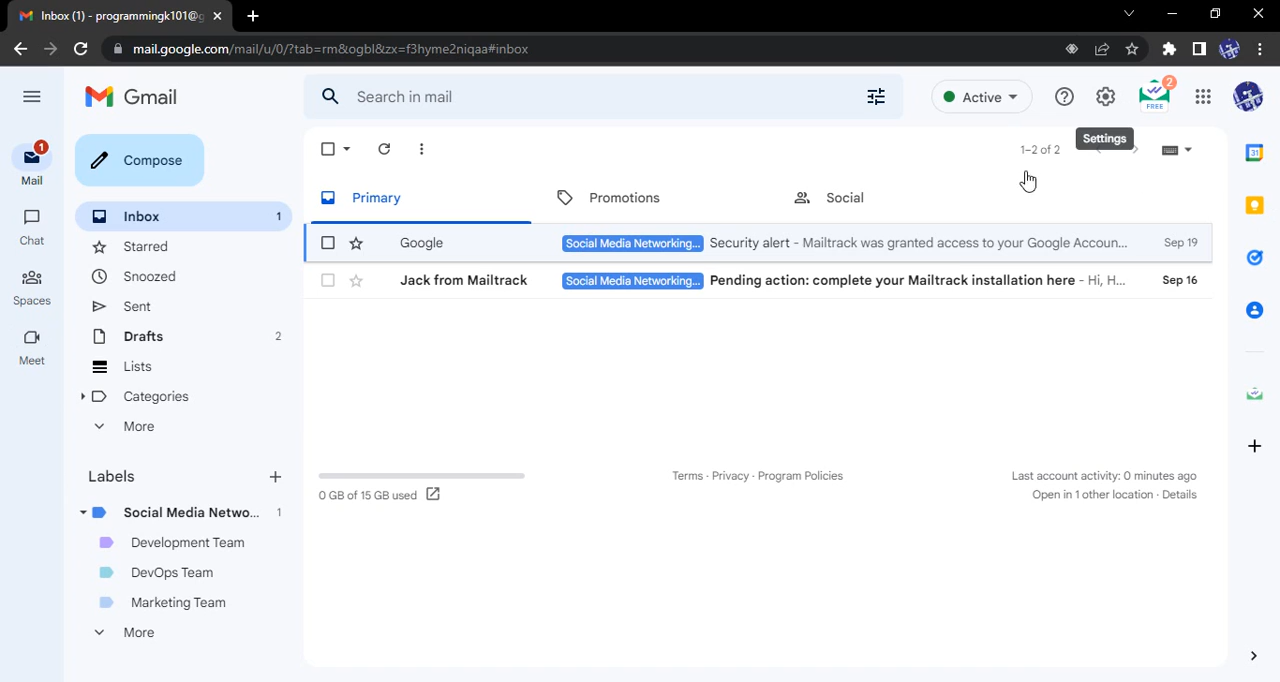 Inbox (1) - programmingk101@g
mail.google.com/mail/u/0/?tab=rm&ogbl&zx=f3hyme2niqaa#inbox
Gmail
Search in mail
Active
2
FREE
Settings
1
Mail
Chat
Spaces
Meet
Compose
Inbox 1
Starred
Snoozed
Sent
Drafts 2
Lists
Categories
More
Labels
Social Media Netwo... 1
Development Team
DevOps Team
Marketing Team
More
1–2 of 2
Primary
Promotions
Social
Google Social Media Networking... Security alert - Mailtrack was granted access to your Google Accoun... Sep 19
Jack from Mailtrack Social Media Networking... Pending action: complete your Mailtrack installation here - Hi, H... Sep 16
0 GB of 15 GB used
Terms · Privacy · Program Policies
Last account activity: 0 minutes ago
Open in 1 other location · Details
31